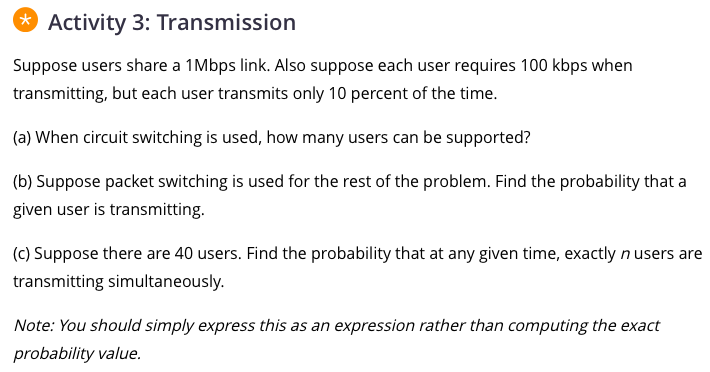 * Activity 3: Transmission
Suppose users share a 1Mbps link. Also suppose each user requires 100 kbps when
transmitting, but each user transmits only 10 percent of the time.
(a) When circuit switching is used, how many users can be supported?
(b) Suppose packet switching is used for the rest of the problem. Find the probability that a
given user is transmitting.
(c) Suppose there are 40 users. Find the probability that at any given time, exactly n users are
transmitting simultaneously.
Note: You should simply express this as an expression rather than computing the exact
probability value.